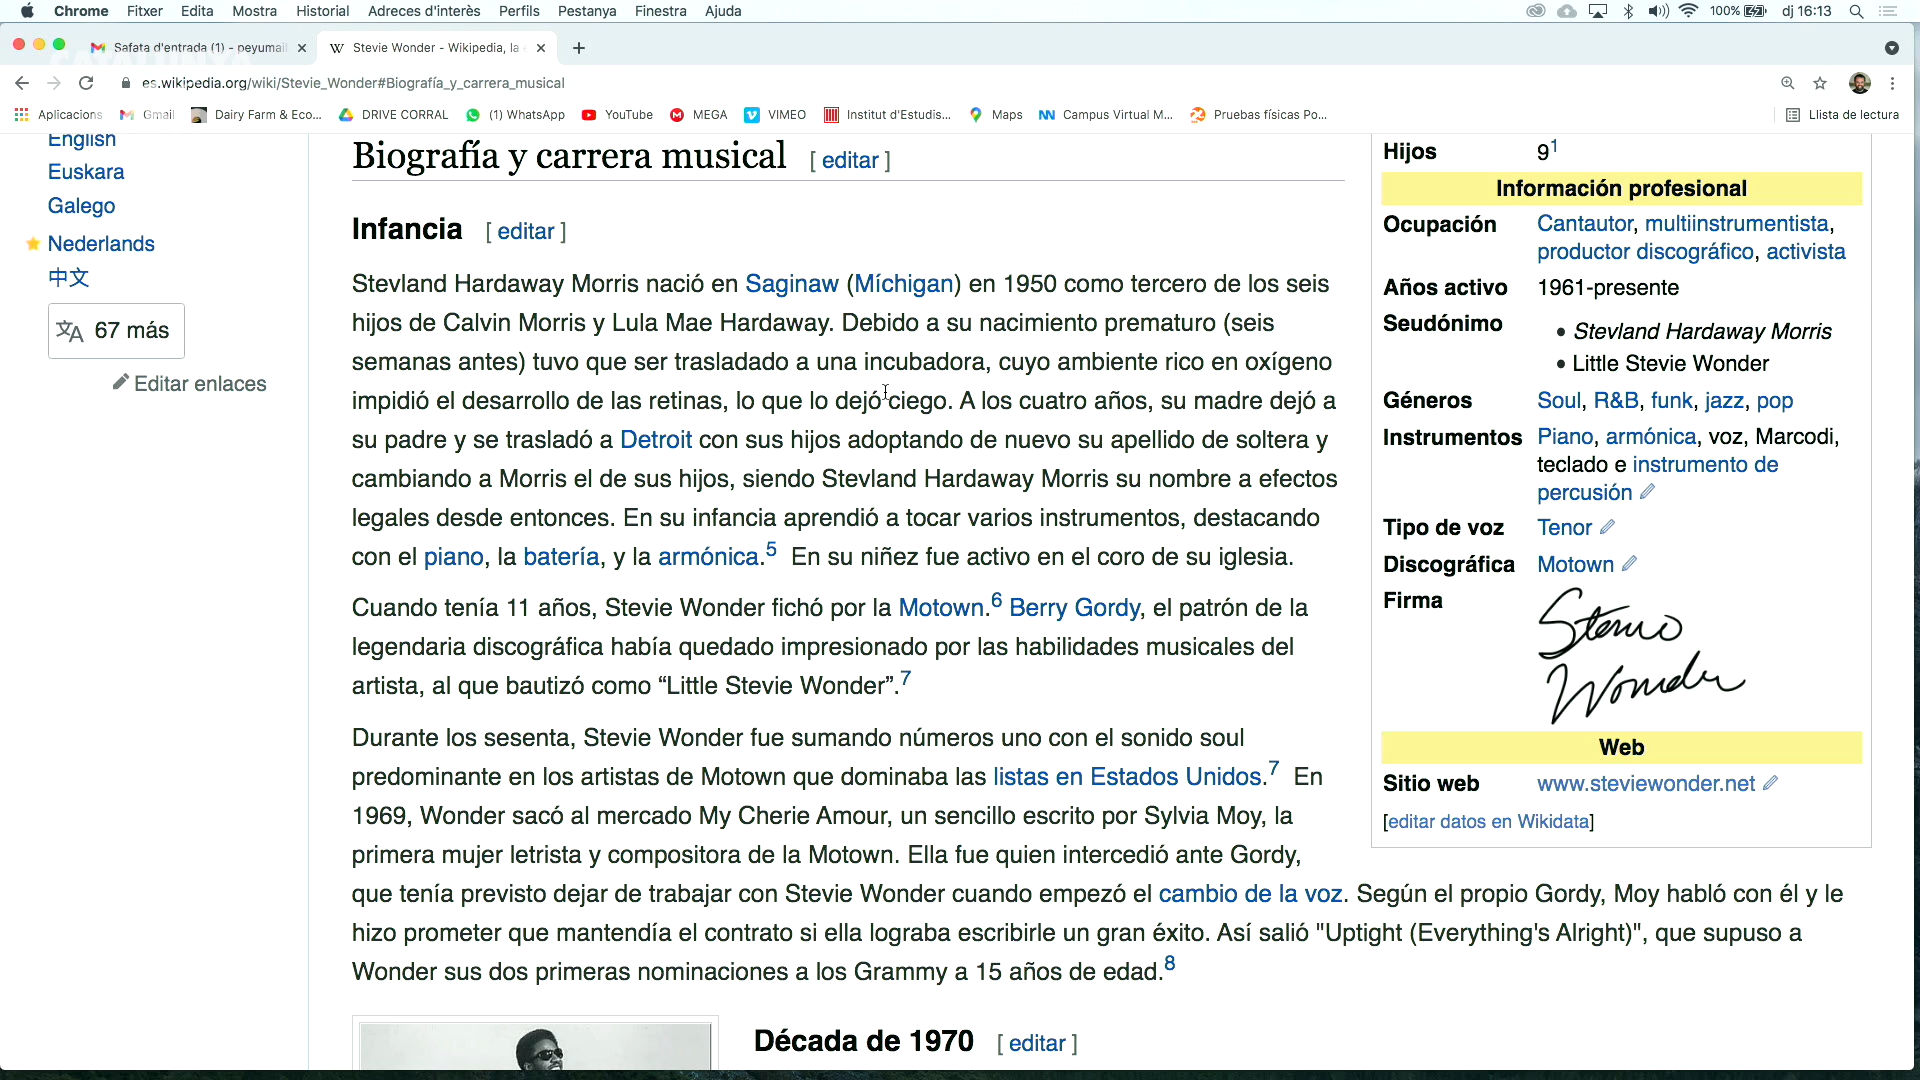 Chrome Fitxer Edita Mostra Historial Adreces d'interès Perfils Pestanya Finestra Ajuda
100% dj 16:13
Safata d'entrada (1) - peyumail
Stevie Wonder - Wikipedia, la
CATALUNYA
es.wikipedia.org/wiki/Stevie_Wonder#Biografía_y_carrera_musical
Aplicacions Gmail Dairy Farm & Eco... DRIVE CORRAL (1) WhatsApp YouTube MEGA VIMEO Institut d'Estudis... Maps Campus Virtual M... Pruebas físicas Po... Llista de lectura
English
Euskara
Galego
Nederlands
中文
67 más
Editar enlaces
Biografía y carrera musical [ editar ]
Infancia [ editar ]
Stevland Hardaway Morris nació en Saginaw (Míchigan) en 1950 como tercero de los seis
hijos de Calvin Morris y Lula Mae Hardaway. Debido a su nacimiento prematuro (seis
semanas antes) tuvo que ser trasladado a una incubadora, cuyo ambiente rico en oxígeno
impidió el desarrollo de las retinas, lo que lo dejó ciego. A los cuatro años, su madre dejó a
su padre y se trasladó a Detroit con sus hijos adoptando de nuevo su apellido de soltera y
cambiando a Morris el de sus hijos, siendo Stevland Hardaway Morris su nombre a efectos
legales desde entonces. En su infancia aprendió a tocar varios instrumentos, destacando
con el piano, la batería, y la armónica.5 En su niñez fue activo en el coro de su iglesia.
Cuando tenía 11 años, Stevie Wonder fichó por la Motown.6 Berry Gordy, el patrón de la
legendaria discográfica había quedado impresionado por las habilidades musicales del
artista, al que bautizó como “Little Stevie Wonder”.7
Durante los sesenta, Stevie Wonder fue sumando números uno con el sonido soul
predominante en los artistas de Motown que dominaba las listas en Estados Unidos.7 En
1969, Wonder sacó al mercado My Cherie Amour, un sencillo escrito por Sylvia Moy, la
primera mujer letrista y compositora de la Motown. Ella fue quien intercedió ante Gordy,
que tenía previsto dejar de trabajar con Stevie Wonder cuando empezó el cambio de la voz. Según el propio Gordy, Moy habló con él y le
hizo prometer que mantendía el contrato si ella lograba escribirle un gran éxito. Así salió "Uptight (Everything's Alright)", que supuso a
Wonder sus dos primeras nominaciones a los Grammy a 15 años de edad.8
Década de 1970 [ editar ]
Hijos 91
Información profesional
Ocupación Cantautor, multiinstrumentista,
productor discográfico, activista
Años activo 1961-presente
Seudónimo • Stevland Hardaway Morris
• Little Stevie Wonder
Géneros Soul, R&B, funk, jazz, pop
Instrumentos Piano, armónica, voz, Marcodi,
teclado e instrumento de
percusión
Tipo de voz Tenor
Discográfica Motown
Firma Stevie
Wonder
Web
Sitio web www.steviewonder.net
[editar datos en Wikidata]